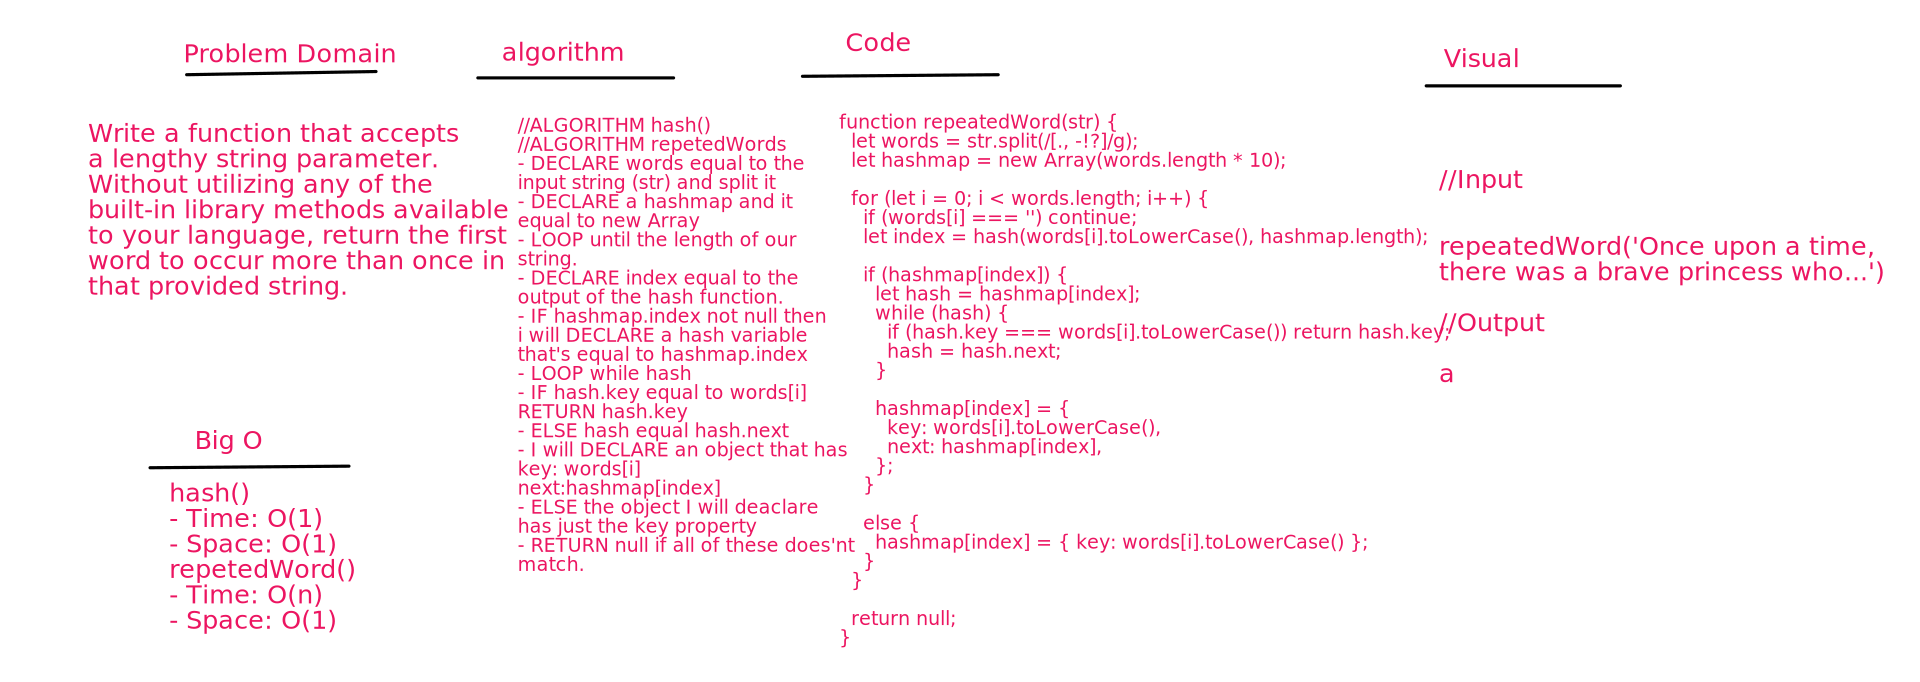 Problem Domain
Write a function that accepts
a lengthy string parameter.
Without utilizing any of the
built-in library methods available
to your language, return the first
word to occur more than once in
that provided string.
Big O
hash()
- Time: O(1)
- Space: O(1)
repetedWord()
- Time: O(n)
- Space: O(1)
algorithm
//ALGORITHM hash()
//ALGORITHM repetedWords
- DECLARE words equal to the
input string (str) and split it
- DECLARE a hashmap and it
equal to new Array
- LOOP until the length of our
string.
- DECLARE index equal to the
output of the hash function.
- IF hashmap.index not null then
i will DECLARE a hash variable
that's equal to hashmap.index
- LOOP while hash
- IF hash.key equal to words[i]
RETURN hash.key
- ELSE hash equal hash.next
- I will DECLARE an object that has
key: words[i]
next:hashmap[index]
- ELSE the object I will deaclare
has just the key property
- RETURN null if all of these does'nt
match.
Code
function repeatedWord(str) {
let words = str.split(/[., -!?]/g);
let hashmap = new Array(words.length * 10);
for (let i = 0; i < words.length; i++) {
if (words[i] === '') continue;
let index = hash(words[i].toLowerCase(), hashmap.length);
if (hashmap[index]) {
let hash = hashmap[index];
while (hash) {
if (hash.key === words[i].toLowerCase()) return hash.key;
hash = hash.next;
}
hashmap[index] = {
key: words[i].toLowerCase(),
next: hashmap[index],
};
}
else {
hashmap[index] = { key: words[i].toLowerCase() };
}
}
return null;
}
Visual
//Input
repeatedWord('Once upon a time,
there was a brave princess who...')
//Output
a